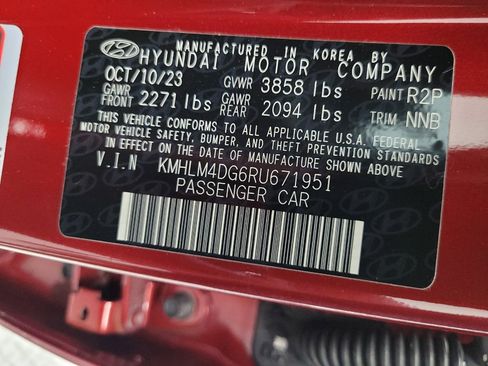 MANUFACTURED IN KOREA BY
HYUNDAI MOTOR COMPANY
OCT/10/23 GVWR 3858 lbs PAINT R2P
GAWR FRONT 2271 lbs GAWR REAR 2094 lbs TRIM NNB
THIS VEHICLE CONFORMS TO ALL APPLICABLE U.S.A FEDERAL
MOTOR VEHICLE SAFETY, BUMPER, AND THEFT PREVENTION STANDARDS
IN EFFECT ON THE DATE OF MANUFACTURE SHOWN ABOVE
V.I.N KMHLM4DG6RU671951
PASSENGER CAR